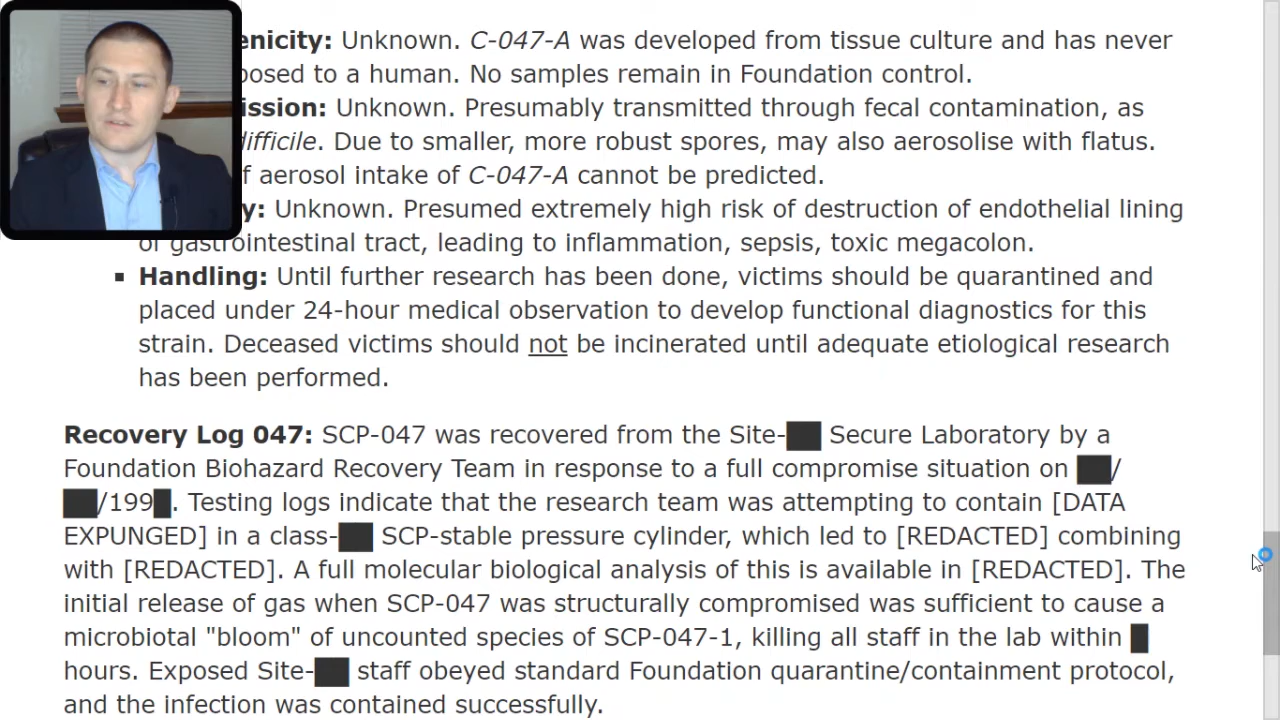 enicity: Unknown. C-047-A was developed from tissue culture and has never
posed to a human. No samples remain in Foundation control.
ission: Unknown. Presumably transmitted through fecal contamination, as
difficile. Due to smaller, more robust spores, may also aerosolise with flatus.
f aerosol intake of C-047-A cannot be predicted.
y: Unknown. Presumed extremely high risk of destruction of endothelial lining
of gastrointestinal tract, leading to inflammation, sepsis, toxic megacolon.
▪ Handling: Until further research has been done, victims should be quarantined and
placed under 24-hour medical observation to develop functional diagnostics for this
strain. Deceased victims should not be incinerated until adequate etiological research
has been performed.
Recovery Log 047: SCP-047 was recovered from the Site-██ Secure Laboratory by a
Foundation Biohazard Recovery Team in response to a full compromise situation on ██/
██/199█. Testing logs indicate that the research team was attempting to contain [DATA
EXPUNGED] in a class-██ SCP-stable pressure cylinder, which led to [REDACTED] combining
with [REDACTED]. A full molecular biological analysis of this is available in [REDACTED]. The
initial release of gas when SCP-047 was structurally compromised was sufficient to cause a
microbiotal "bloom" of uncounted species of SCP-047-1, killing all staff in the lab within █
hours. Exposed Site-██ staff obeyed standard Foundation quarantine/containment protocol,
and the infection was contained successfully.